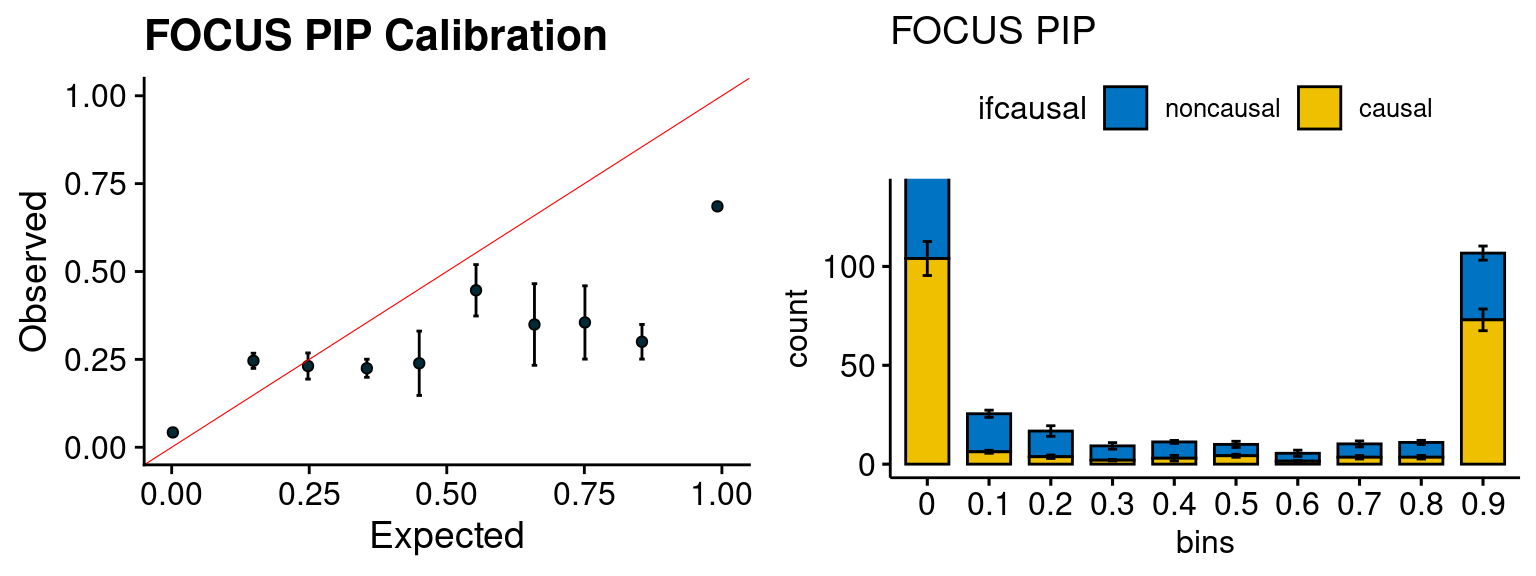 FOCUS PIP Calibration
1.00
0.75
0.50
0.25
0.00
Observed
0.00 0.25 0.50 0.75 1.00
Expected
FOCUS PIP
ifcausal noncausal causal
100
50
0
count
0 0.1 0.2 0.3 0.4 0.5 0.6 0.7 0.8 0.9
bins